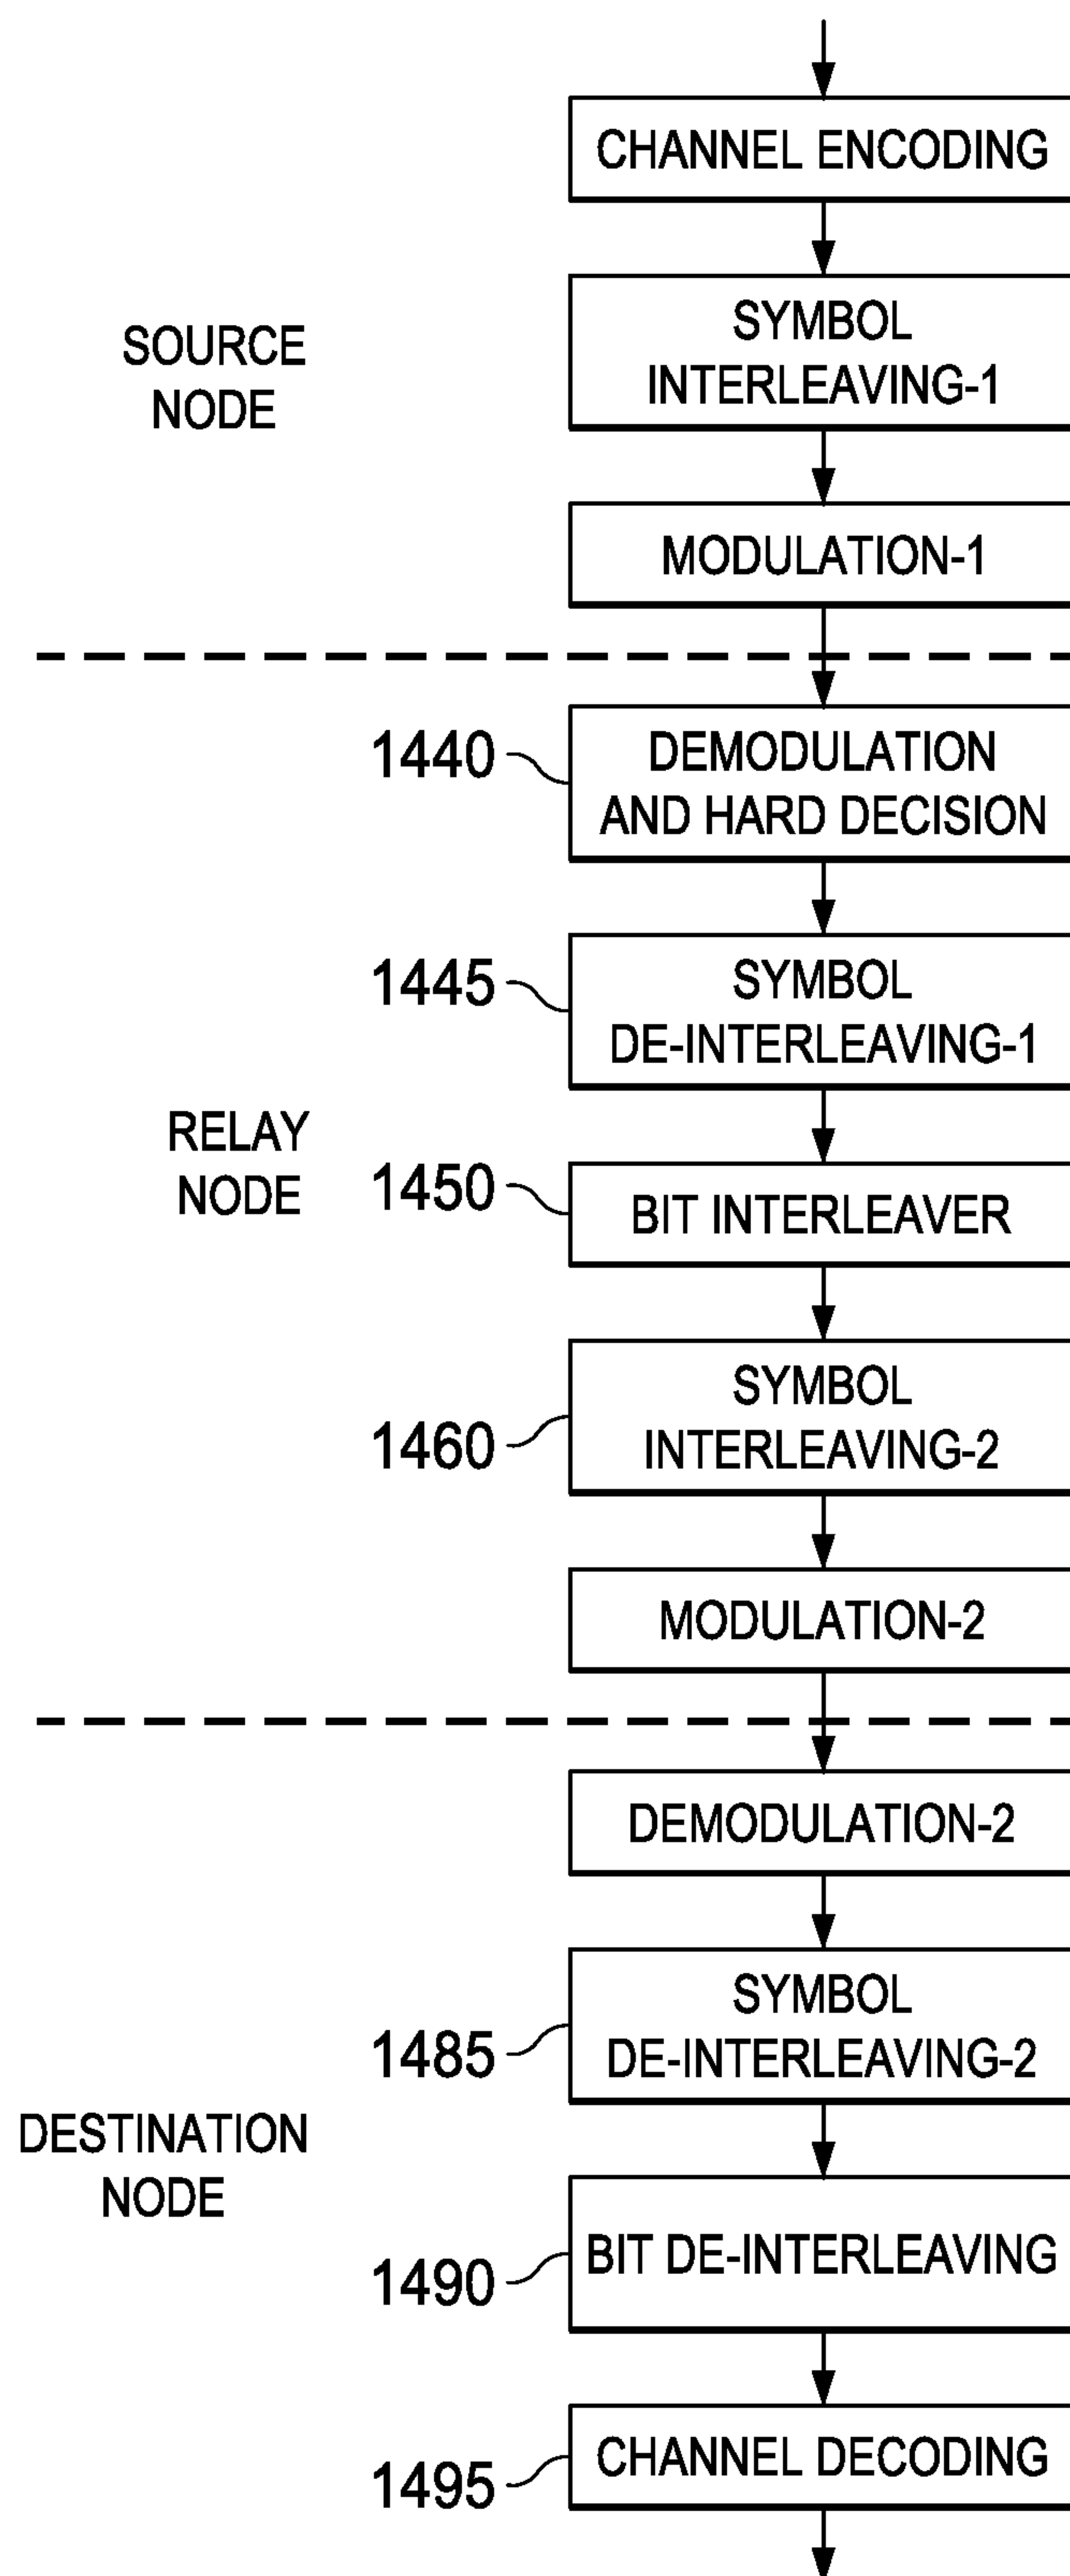 CHANNEL ENCODING
SOURCE
NODE
SYMBOL
INTERLEAVING-1
MODULATION-1
1440
DEMODULATION
AND HARD DECISION
1445
SYMBOL
DE-INTERLEAVING-1
RELAY
NODE
1450
BIT INTERLEAVER
1460
SYMBOL
INTERLEAVING-2
MODULATION-2
DEMODULATION-2
1485
SYMBOL
DE-INTERLEAVING-2
DESTINATION
NODE
1490
BIT DE-INTERLEAVING
1495
CHANNEL DECODING